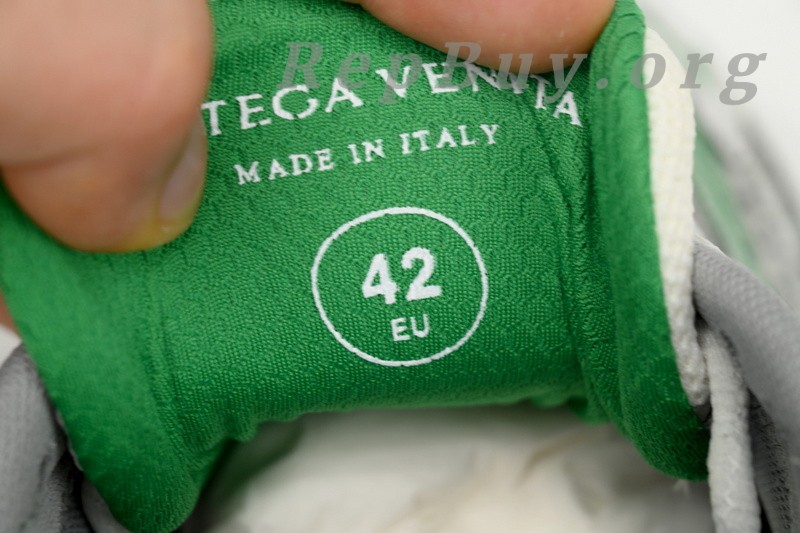 RepBuy.org
TEGA VENETA
MADE IN ITALY
42
EU